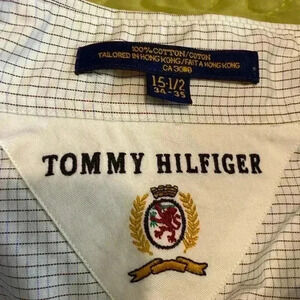 100% COTTON/COTON
TAILORED IN HONG KONG/FAIT A HONG KONG
15-1/2
34-35
TOMMY HILFIGER